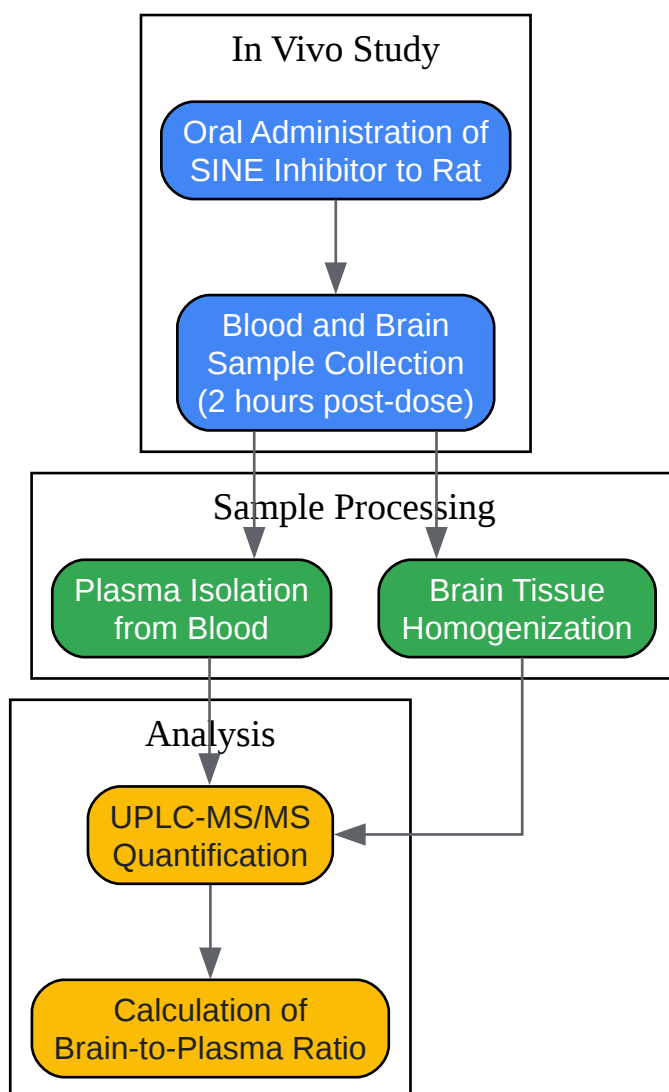 In Vivo Study
Oral Administration of
SINE Inhibitor to Rat
Blood and Brain
Sample Collection
(2 hours post-dose)
Sample Processing
Plasma Isolation
from Blood
Brain Tissue
Homogenization
Analysis
UPLC-MS/MS
Quantification
Calculation of
Brain-to-Plasma Ratio